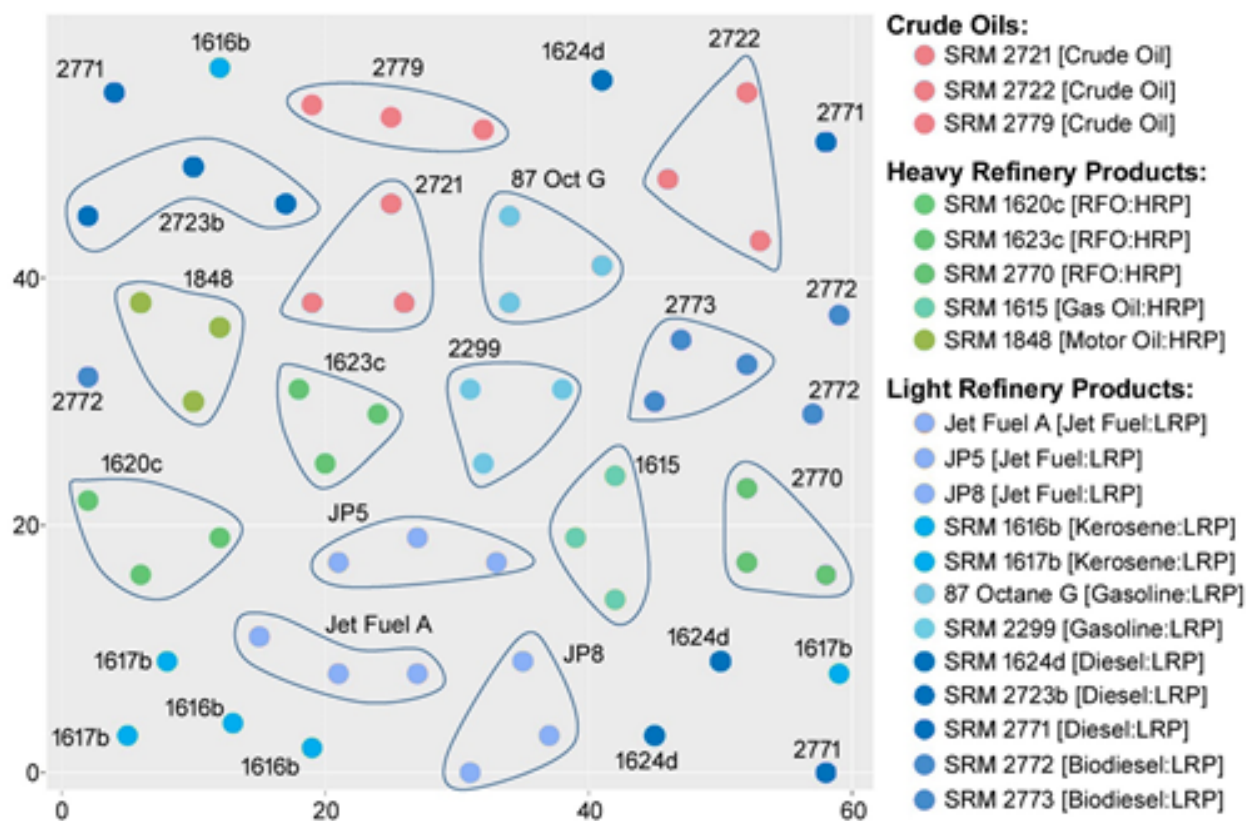 1616b
2771
2779
1624d
2722
2771
2723b
2721
87 Oct G
1848
2773
2772
2772
1623c
2299
2772
1620c
1615
2770
JP5
Jet Fuel A
JP8
1624d
1617b
1617b
1617b
1616b
1616b
1624d
2771
40
20
0
0
20
40
60
Crude Oils:
SRM 2721 [Crude Oil]
SRM 2722 [Crude Oil]
SRM 2779 [Crude Oil]
Heavy Refinery Products:
SRM 1620c [RFO:HRP]
SRM 1623c [RFO:HRP]
SRM 2770 [RFO:HRP]
SRM 1615 [Gas Oil:HRP]
SRM 1848 [Motor Oil:HRP]
Light Refinery Products:
Jet Fuel A [Jet Fuel:LRP]
JP5 [Jet Fuel:LRP]
JP8 [Jet Fuel:LRP]
SRM 1616b [Kerosene:LRP]
SRM 1617b [Kerosene:LRP]
87 Octane G [Gasoline:LRP]
SRM 2299 [Gasoline:LRP]
SRM 1624d [Diesel:LRP]
SRM 2723b [Diesel:LRP]
SRM 2771 [Diesel:LRP]
SRM 2772 [Biodiesel:LRP]
SRM 2773 [Biodiesel:LRP]